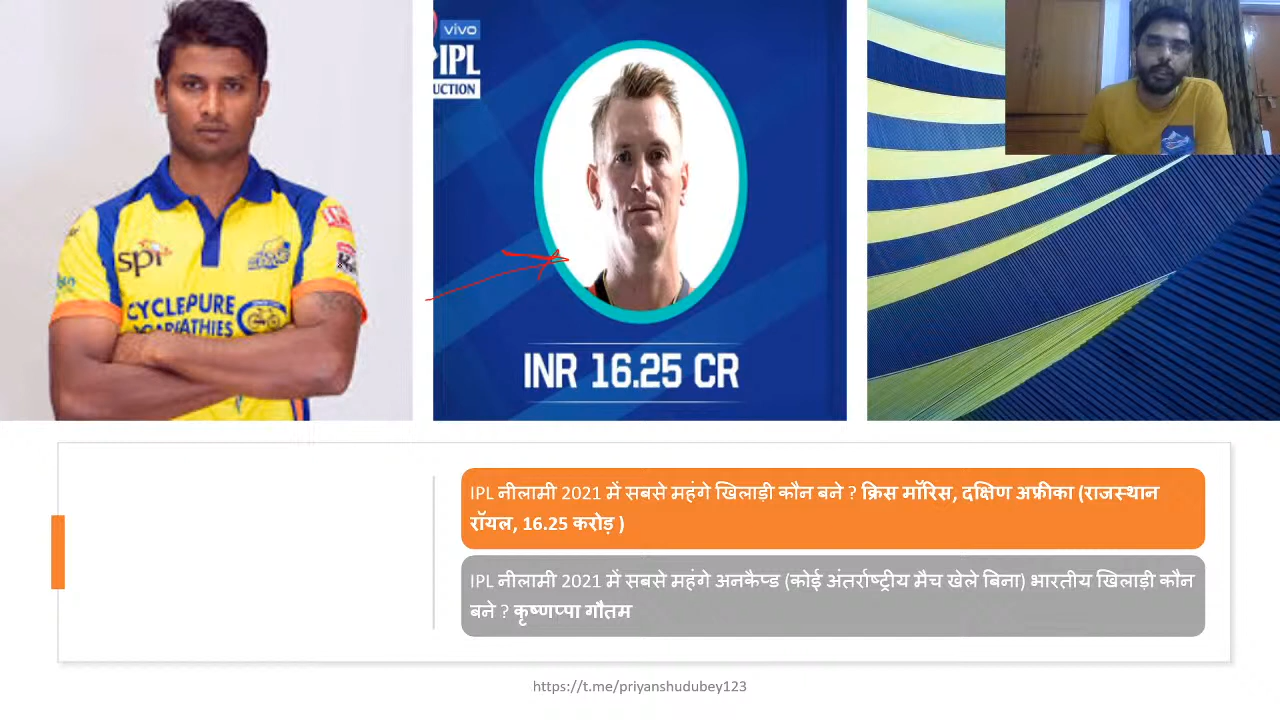 vivo
IPL
UCTION
spi
CYCLEPURE
AGARBATHIES
INR 16.25 CR
IPL नीलामी 2021 में सबसे महंगे खिलाड़ी कौन बने ? क्रिस मॉरिस, दक्षिण अफ्रीका (राजस्थान
रॉयल, 16.25 करोड़ )
IPL नीलामी 2021 में सबसे महंगे अनकैप्ड (कोई अंतर्राष्ट्रीय मैच खेले बिना) भारतीय खिलाड़ी कौन
बने ? कृष्णप्पा गौतम
https://t.me/priyanshudubey123